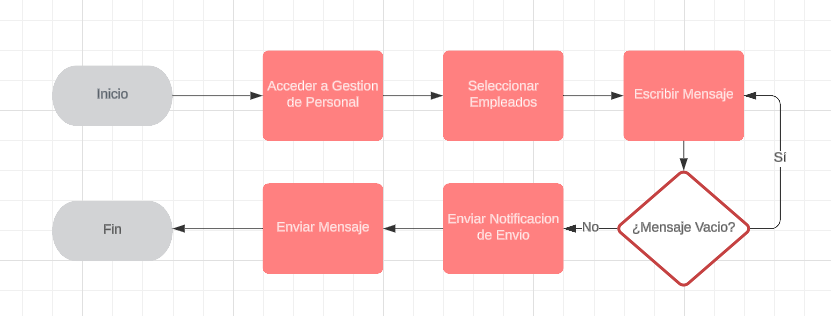 Inicio
Acceder a Gestion
de Personal
Seleccionar
Empleados
Escribir Mensaje
Sí
¿Mensaje Vacio?
No
Enviar Notificacion
de Envio
Enviar Mensaje
Fin